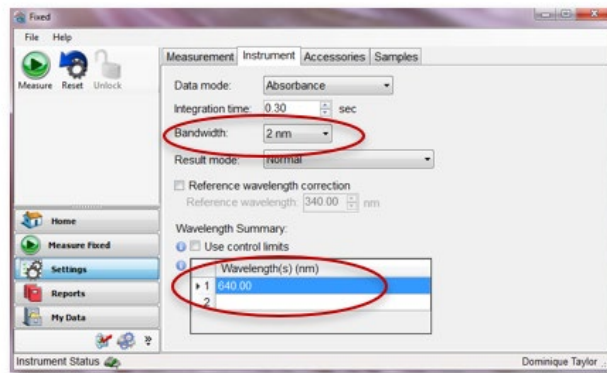 Fixed
File Help
Measure Reset Unlock
Measurement Instrument Accessories Samples
Data mode: Absorbance
Integration time: 0.30 sec
Bandwidth: 2 nm
Result mode: Normal
Reference wavelength correction
Reference wavelength: 340.00 nm
Wavelength Summary:
Use control limits
Wavelength(s) (nm)
1 640.00
2
Home
Measure Fixed
Settings
Reports
My Data
Instrument Status
Dominique Taylor